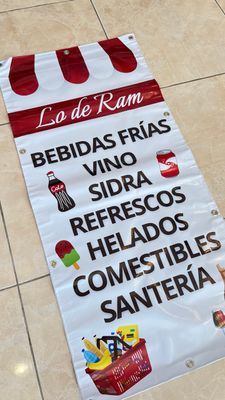 Lo de Ram
BEBIDAS FRÍAS
VINO
SIDRA
REFRESCOS
HELADOS
COMESTIBLES
SANTERÍA